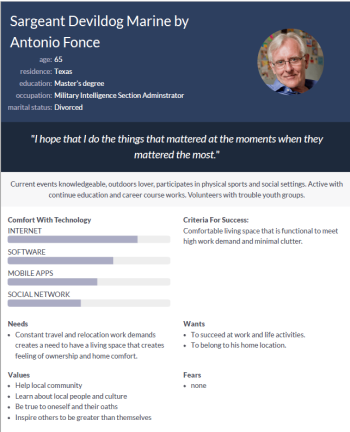 Sargeant Devildog Marine by
Antonio Fonce
age: 65
residence: Texas
education: Master's degree
occupation: Military Intelligence Section Adminstrator
marital status: Divorced
"I hope that I do the things that mattered at the moments when they
mattered the most."
Current events knowledgeable, outdoors lover, participates in physical sports and social settings. Active with
continue education and career course works. Volunteers with trouble youth groups.
Comfort With Technology
INTERNET
SOFTWARE
MOBILE APPS
SOCIAL NETWORK
Criteria For Success:
Comfortable living space that is functional to meet
high work demand and minimal clutter.
Needs
Constant travel and relocation work demands
creates a need to have a living space that creates
feeling of ownership and home comfort.
Wants
To succeed at work and life activities.
To belong to his home location.
Values
Help local community
Learn about local people and culture
Be true to oneself and their oaths
Inspire others to be greater than themselves
Fears
none